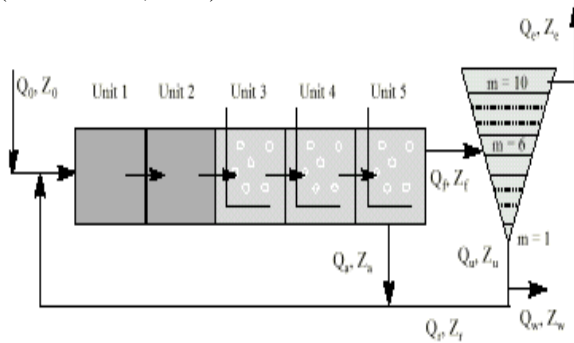 Qe, Ze
Q0, Z0
Unit 1 Unit 2 Unit 3 Unit 4 Unit 5
m = 10
m = 6
Qf, Zf
m = 1
Qa, Za
Qu, Zu
Qr, Zr
Qw, Zw